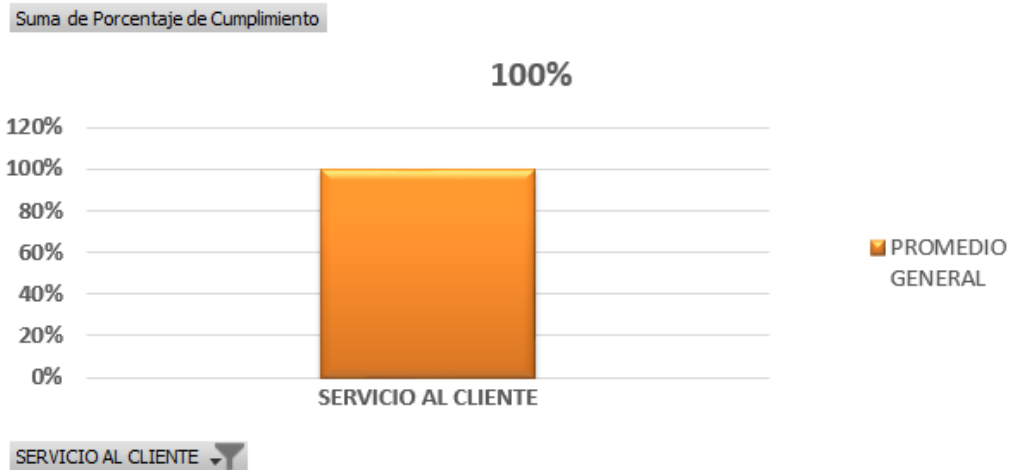 Suma de Porcentaje de Cumplimiento
100%
120%
100%
80%
60%
40%
20%
0%
SERVICIO AL CLIENTE
PROMEDIO
GENERAL
SERVICIO AL CLIENTE